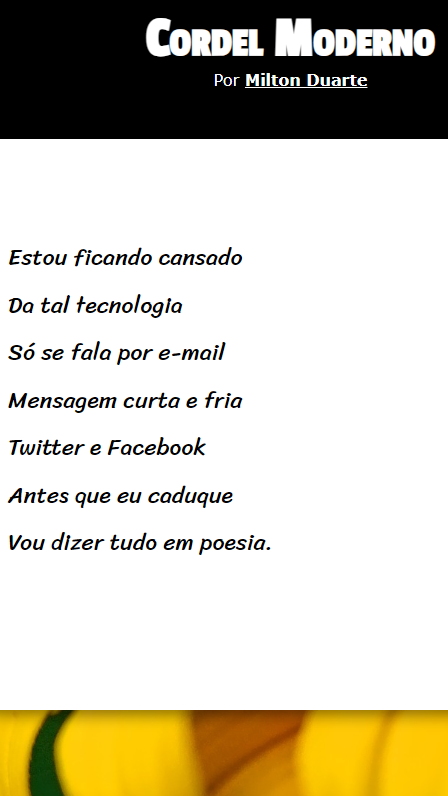 Cordel Moderno
Por Milton Duarte
Estou ficando cansado
Da tal tecnologia
Só se fala por e-mail
Mensagem curta e fria
Twitter e Facebook
Antes que eu caduque
Vou dizer tudo em poesia.